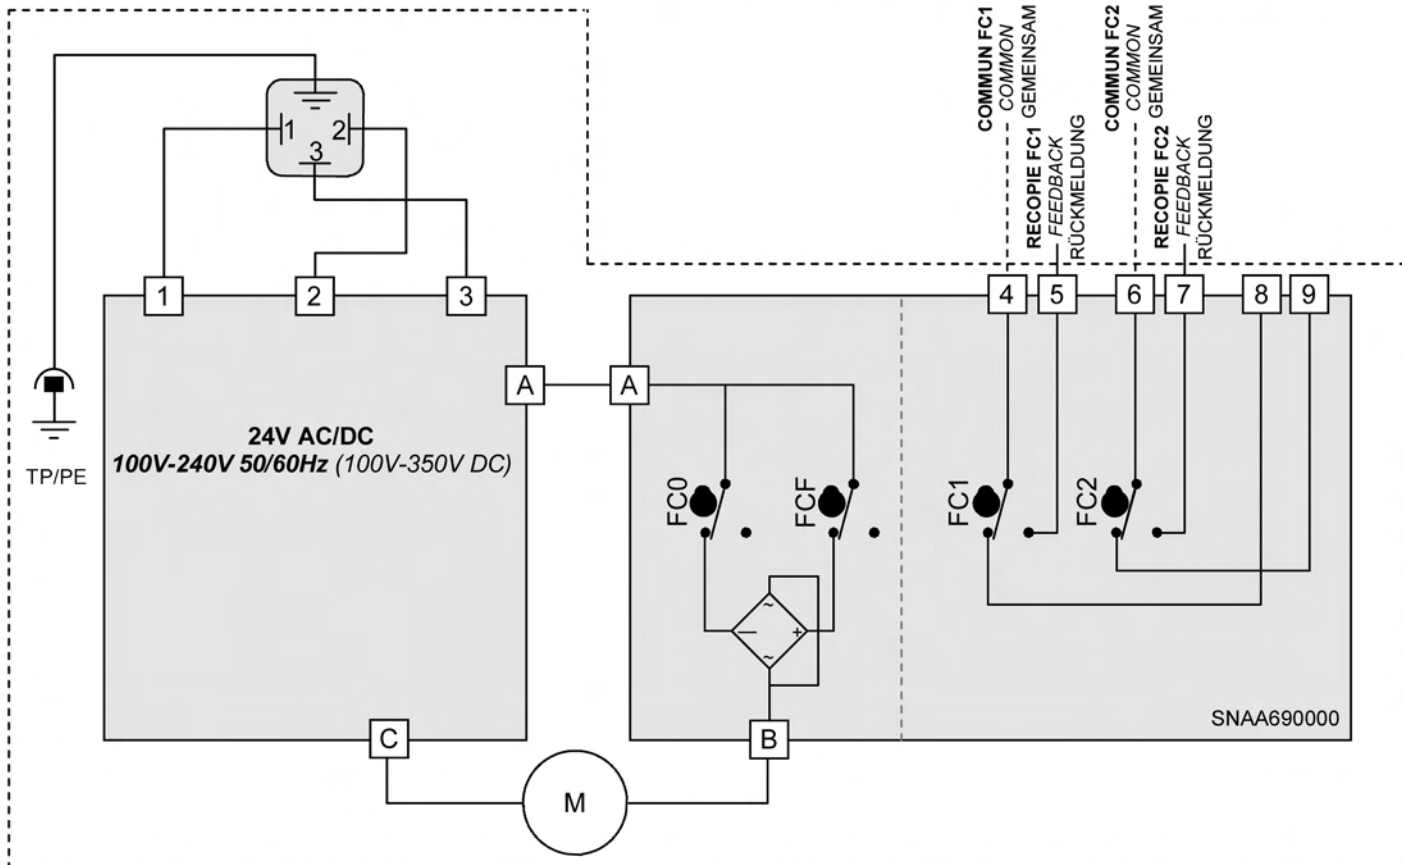 COMMUN FC1
COMMON
GEMEINSAM
RECOPIE FC1
FEEDBACK
RÜCKMELDUNG
COMMUN FC2
COMMON
GEMEINSAM
RECOPIE FC2
FEEDBACK
RÜCKMELDUNG
1 2
3
1 2 3
4 5 6 7 8 9
A A
24V AC/DC
100V-240V 50/60Hz (100V-350V DC)
TP/PE
FC0
FCF
FC1
FC2
~
— +
~
SNAA690000
C
B
M